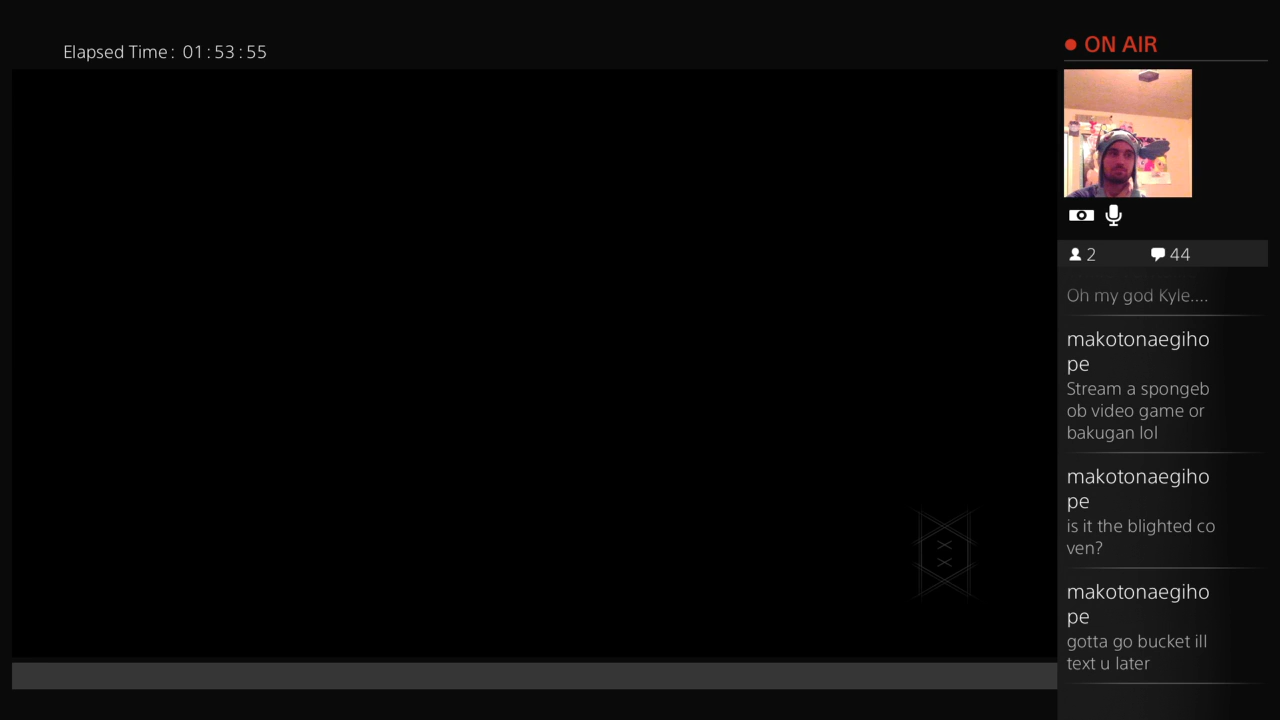 Elapsed Time: 01:53:55
ON AIR
2
44
Oh my god Kyle....
makotonaegiho
pe
Stream a spongeb
ob video game or
bakugan lol
makotonaegiho
pe
is it the blighted co
ven?
makotonaegiho
pe
gotta go bucket ill
text u later